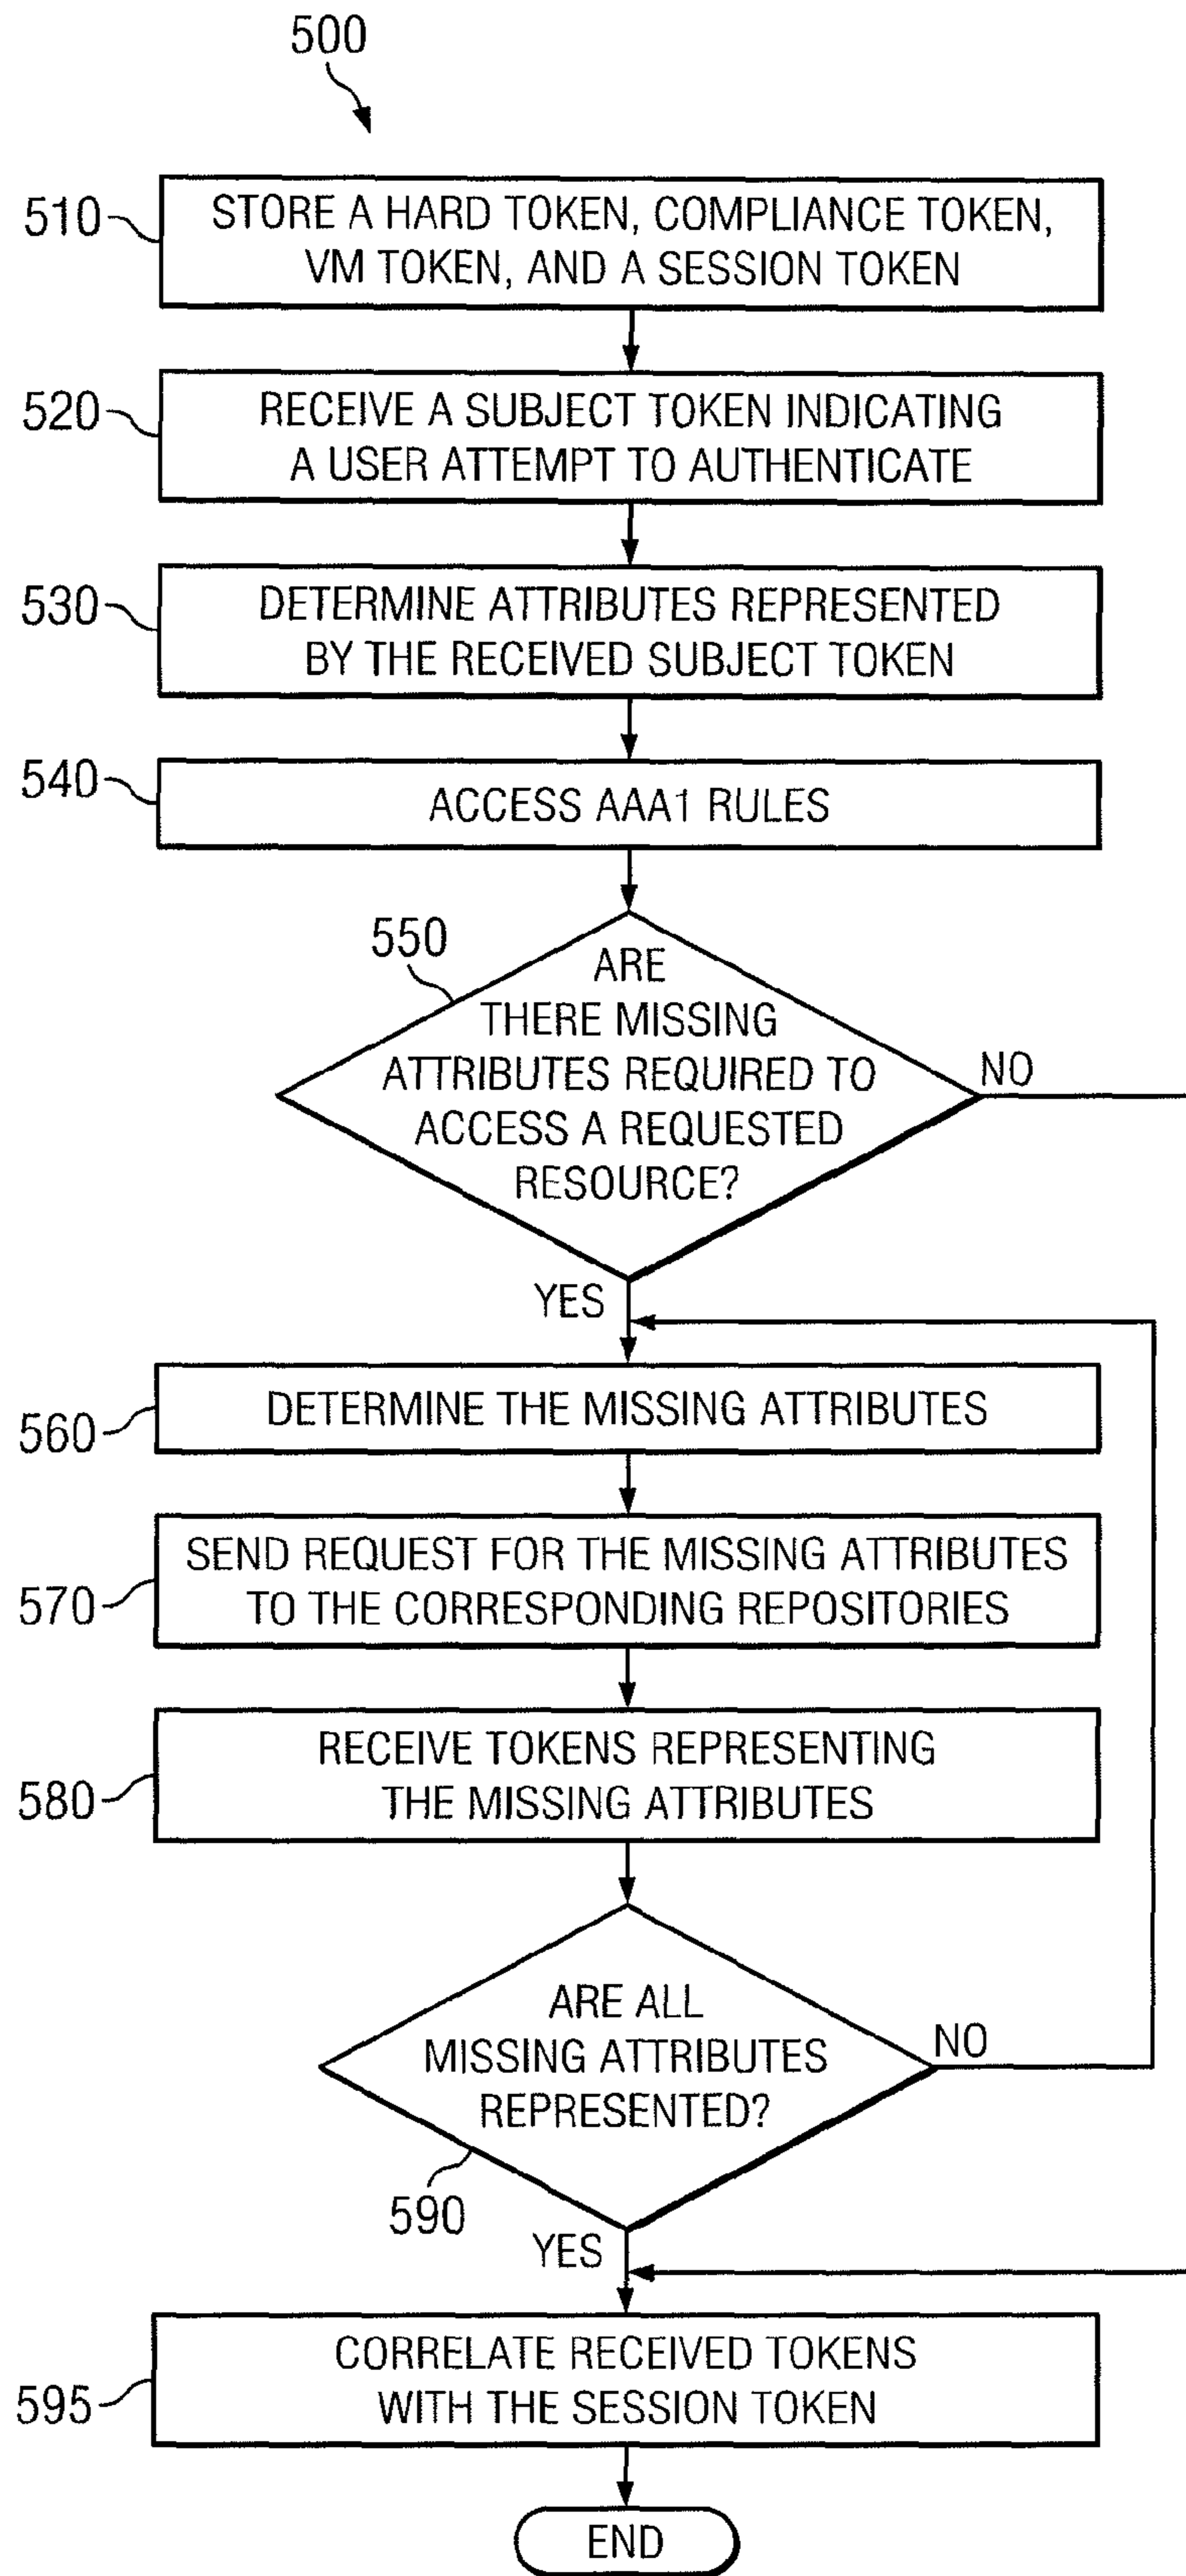 500
510
STORE A HARD TOKEN, COMPLIANCE TOKEN,
VM TOKEN, AND A SESSION TOKEN
520
RECEIVE A SUBJECT TOKEN INDICATING
A USER ATTEMPT TO AUTHENTICATE
530
DETERMINE ATTRIBUTES REPRESENTED
BY THE RECEIVED SUBJECT TOKEN
540
ACCESS AAA1 RULES
550
ARE
THERE MISSING
ATTRIBUTES REQUIRED TO
ACCESS A REQUESTED
RESOURCE?
NO
YES
560
DETERMINE THE MISSING ATTRIBUTES
570
SEND REQUEST FOR THE MISSING ATTRIBUTES
TO THE CORRESPONDING REPOSITORIES
580
RECEIVE TOKENS REPRESENTING
THE MISSING ATTRIBUTES
ARE ALL
MISSING ATTRIBUTES
REPRESENTED?
NO
590
YES
595
CORRELATE RECEIVED TOKENS
WITH THE SESSION TOKEN
END